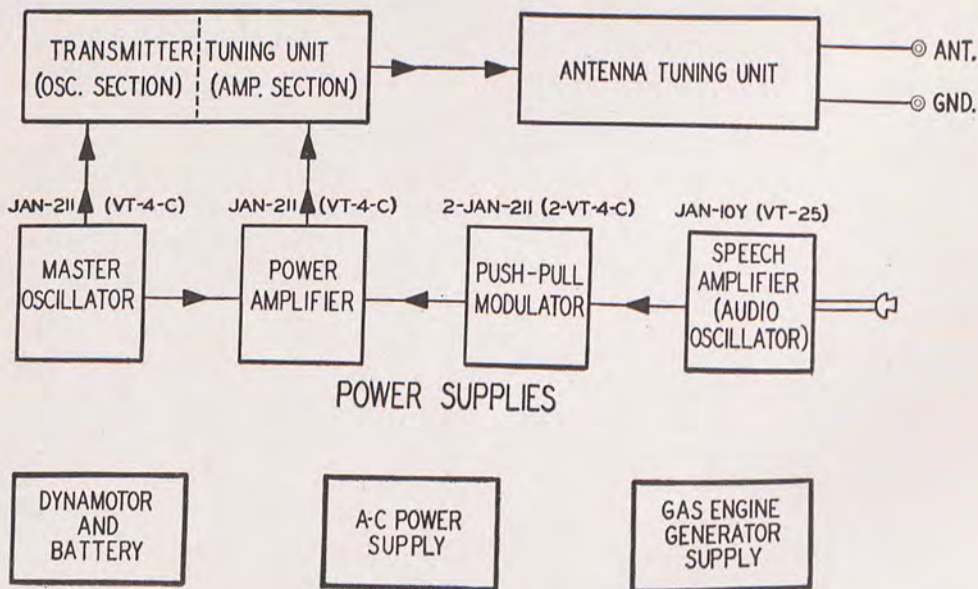 TRANSMITTER TUNING UNIT
(OSC. SECTION) (AMP. SECTION)
ANTENNA TUNING UNIT
ANT.
GND.
JAN-211 (VT-4-C)
JAN-211 (VT-4-C)
2-JAN-211 (2-VT-4-C)
JAN-10Y (VT-25)
MASTER
OSCILLATOR
POWER
AMPLIFIER
PUSH-PULL
MODULATOR
SPEECH
AMPLIFIER
(AUDIO
OSCILLATOR)
POWER SUPPLIES
DYNAMOTOR
AND
BATTERY
A-C POWER
SUPPLY
GAS ENGINE
GENERATOR
SUPPLY